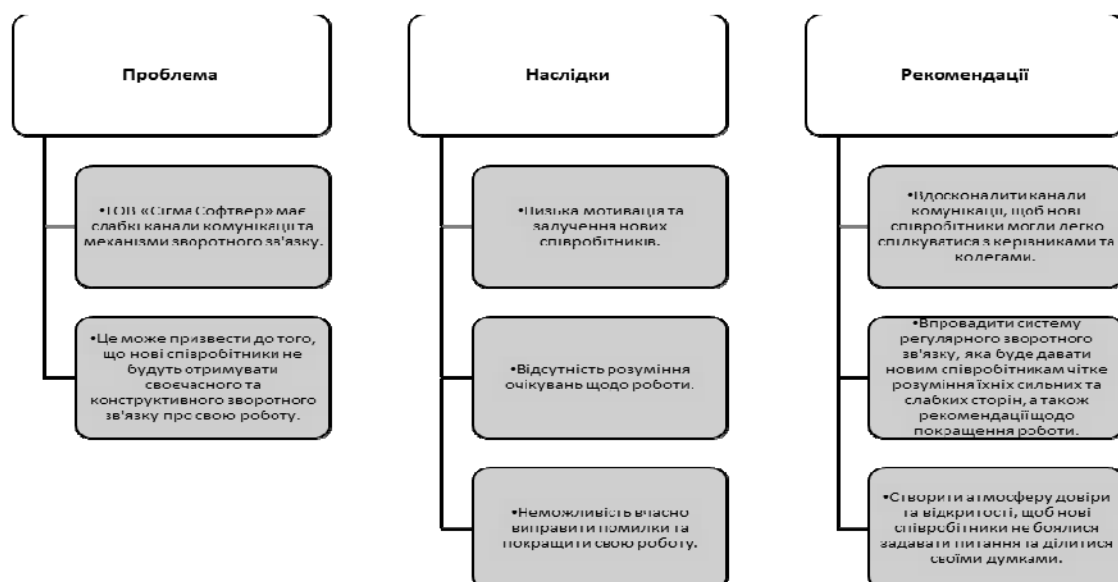 Проблема
•ТОВ «Сігма Софтвер» має
слабкі канали комунікації та
механізми зворотного зв'язку.
•Це може призвести до того,
що нові співробітники не
будуть отримувати
своєчасного та
конструктивного зворотного
зв'язку про свою роботу.
Наслідки
•Низька мотивація та
залучення нових
співробітників.
•Відсутність розуміння
очікувань щодо роботи.
•Неможливість вчасно
виправити помилки та
покращити свою роботу.
Рекомендації
•Вдосконалити канали
комунікації, щоб нові
співробітники могли легко
спілкуватися з керівниками та
колегами.
•Впровадити систему
регулярного зворотного
зв'язку, яка буде давати
новим співробітникам чітке
розуміння їхніх сильних та
слабких сторін, а також
рекомендації щодо
покращення роботи.
•Створити атмосферу довіри
та відкритості, щоб нові
співробітники не боялися
задавати питання та ділитися
своїми думками.